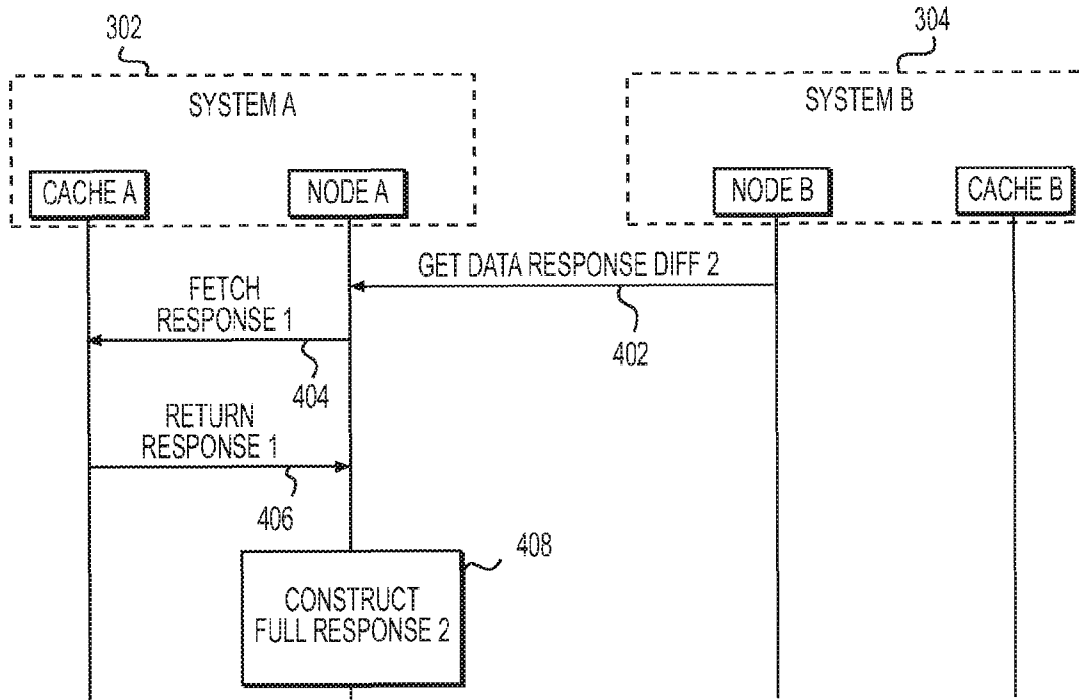 302
304
SYSTEM A
SYSTEM B
CACHE A
NODE A
NODE B
CACHE B
GET DATA RESPONSE DIFF 2
402
FETCH
RESPONSE 1
404
RETURN
RESPONSE 1
406
408
CONSTRUCT
FULL RESPONSE 2